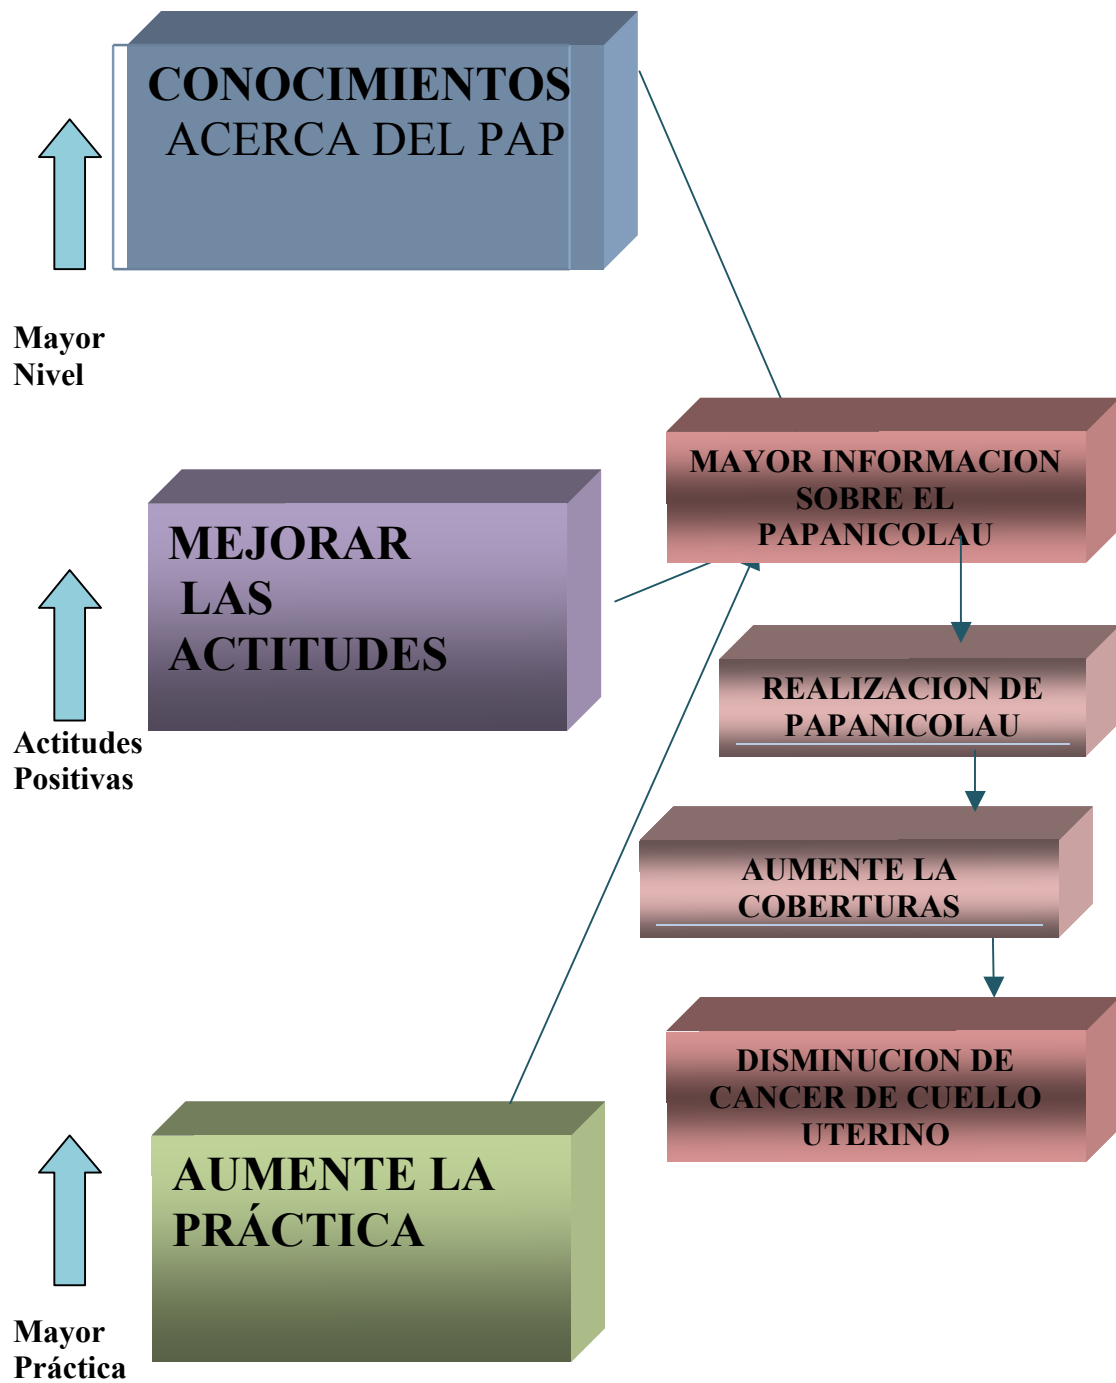 CONOCIMIENTOS
ACERCA DEL PAP
Mayor
Nivel
MEJORAR
LAS
ACTITUDES
Actitudes
Positivas
AUMENTE LA
PRÁCTICA
Mayor
Práctica
MAYOR INFORMACION
SOBRE EL
PAPANICOLAU
REALIZACION DE
PAPANICOLAU
AUMENTE LA
COBERTURAS
DISMINUCION DE
CANCER DE CUELLO
UTERINO